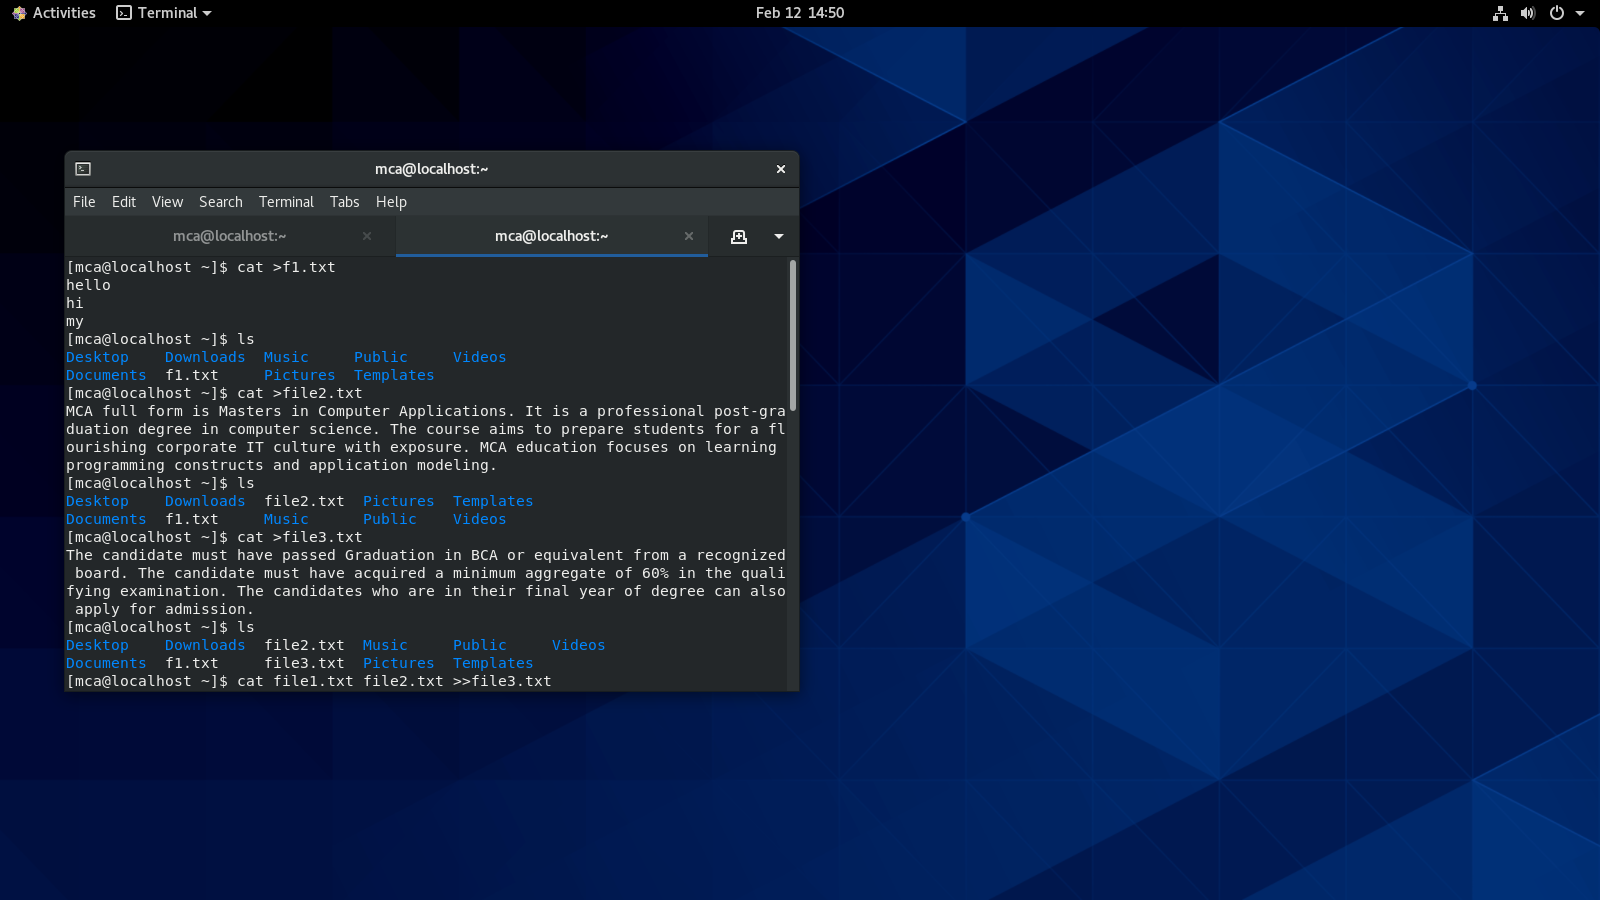 Activities Terminal Feb 12 14:50
mca@localhost:~
File Edit View Search Terminal Tabs Help
mca@localhost:~ mca@localhost:~
[mca@localhost ~]$ cat >f1.txt
hello
hi
my
[mca@localhost ~]$ ls
Desktop Downloads Music Public Videos
Documents f1.txt Pictures Templates
[mca@localhost ~]$ cat >file2.txt
MCA full form is Masters in Computer Applications. It is a professional post-gra
duation degree in computer science. The course aims to prepare students for a fl
ourishing corporate IT culture with exposure. MCA education focuses on learning
programming constructs and application modeling.
[mca@localhost ~]$ ls
Desktop Downloads file2.txt Pictures Templates
Documents f1.txt Music Public Videos
[mca@localhost ~]$ cat >file3.txt
The candidate must have passed Graduation in BCA or equivalent from a recognized
board. The candidate must have acquired a minimum aggregate of 60% in the quali
fying examination. The candidates who are in their final year of degree can also
apply for admission.
[mca@localhost ~]$ ls
Desktop Downloads file2.txt Music Public Videos
Documents f1.txt file3.txt Pictures Templates
[mca@localhost ~]$ cat file1.txt file2.txt >>file3.txt